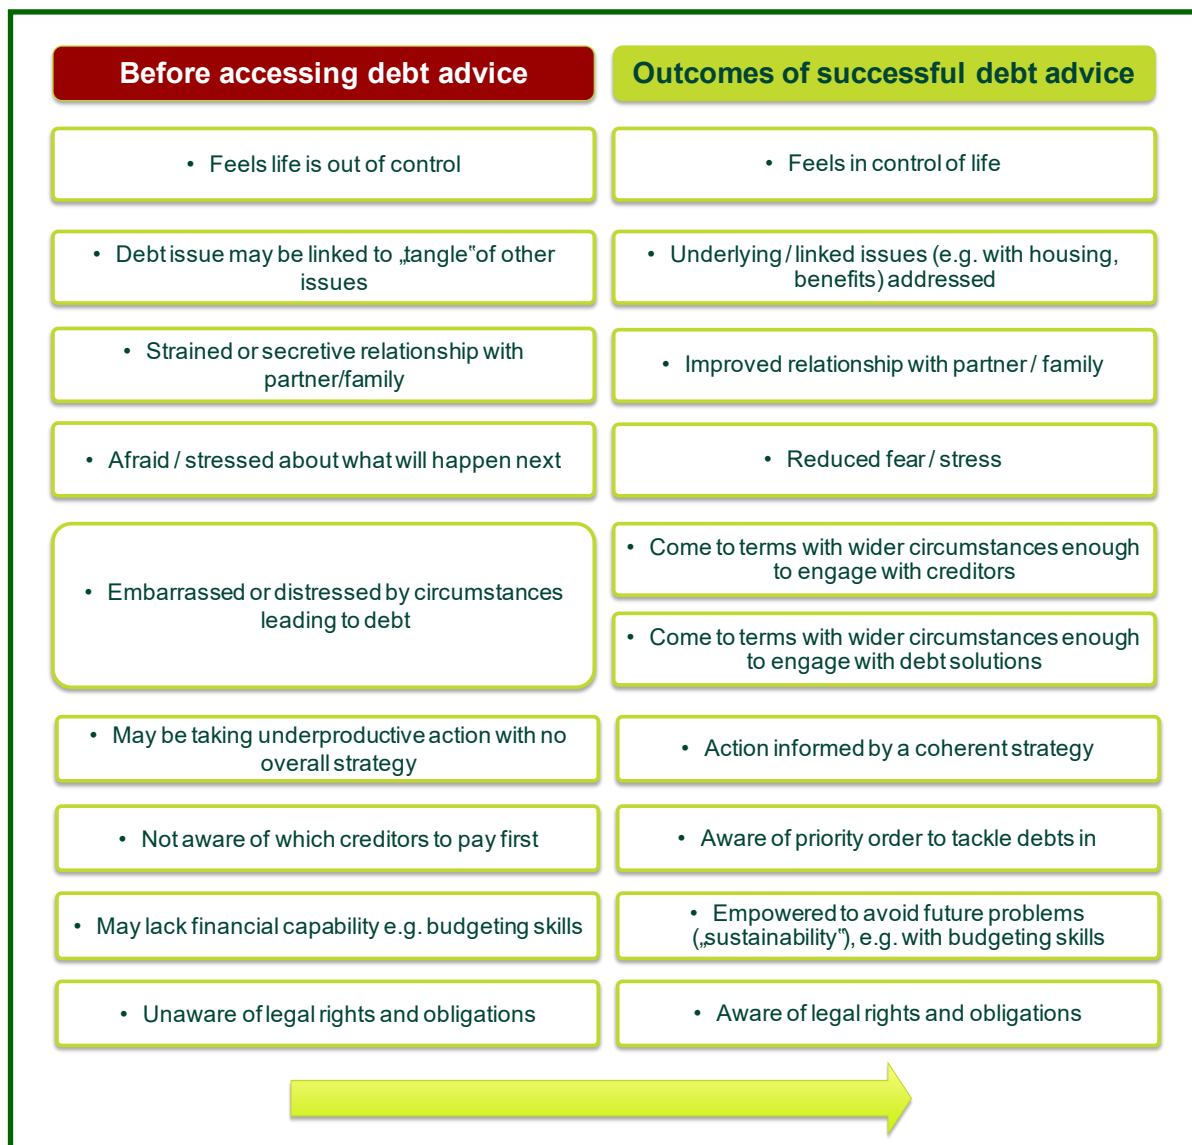 Before accessing debt advice
Outcomes of successful debt advice
• Feels life is out of control
• Feels in control of life
• Debt issue may be linked to „tangle‟ of other
issues
• Underlying / linked issues (e.g. with housing,
benefits) addressed
• Strained or secretive relationship with
partner/family
• Improved relationship with partner / family
• Afraid / stressed about what will happen next
• Reduced fear / stress
• Embarrassed or distressed by circumstances
leading to debt
• Come to terms with wider circumstances enough
to engage with creditors
• Come to terms with wider circumstances enough
to engage with debt solutions
• May be taking underproductive action with no
overall strategy
• Action informed by a coherent strategy
• Not aware of which creditors to pay first
• Aware of priority order to tackle debts in
• May lack financial capability e.g. budgeting skills
• Empowered to avoid future problems
(„sustainability‟), e.g. with budgeting skills
• Unaware of legal rights and obligations
• Aware of legal rights and obligations